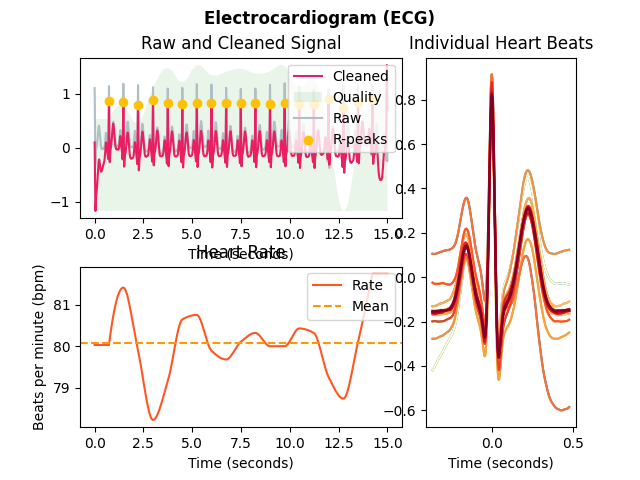 Electrocardiogram (ECG)
Raw and Cleaned Signal
Individual Heart Beats
Cleaned
Quality
Raw
R-peaks
1
0
−1
0.0 2.5 5.0 7.5 10.0 12.5 15.0
Time (seconds)
Heart Rate
Rate
Mean
Beats per minute (bpm)
81
80
79
0.0 2.5 5.0 7.5 10.0 12.5 15.0
Time (seconds)
0.8
0.6
0.4
0.2
0.0
−0.2
−0.4
−0.6
0.0 0.5
Time (seconds)